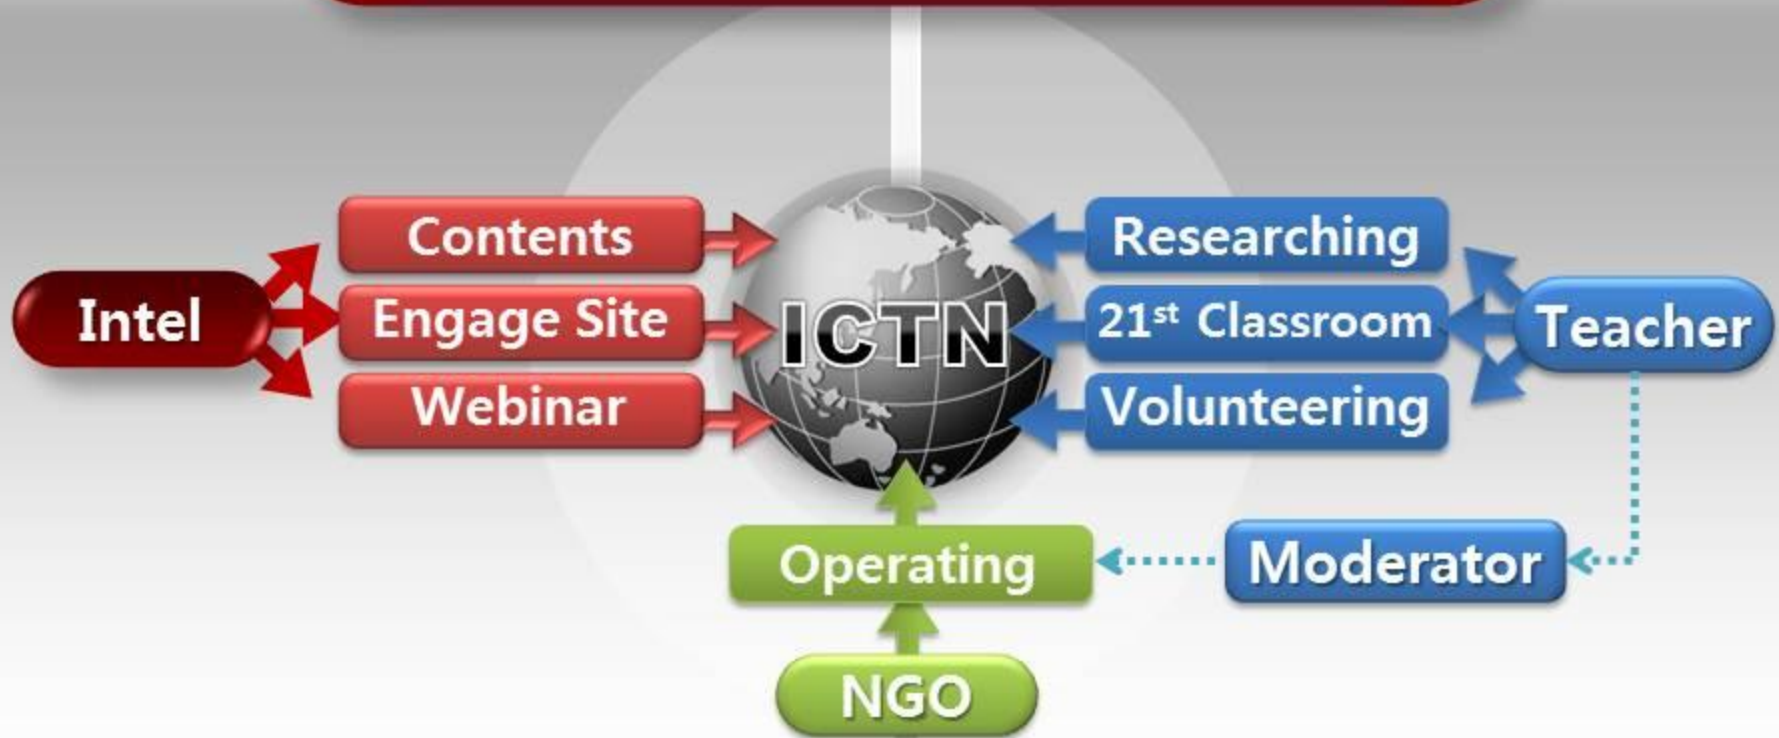 Contents
Researching
Intel
Engage Site
ICTN
21st Classroom
Teacher
Webinar
Volunteering
Operating
Moderator
NGO